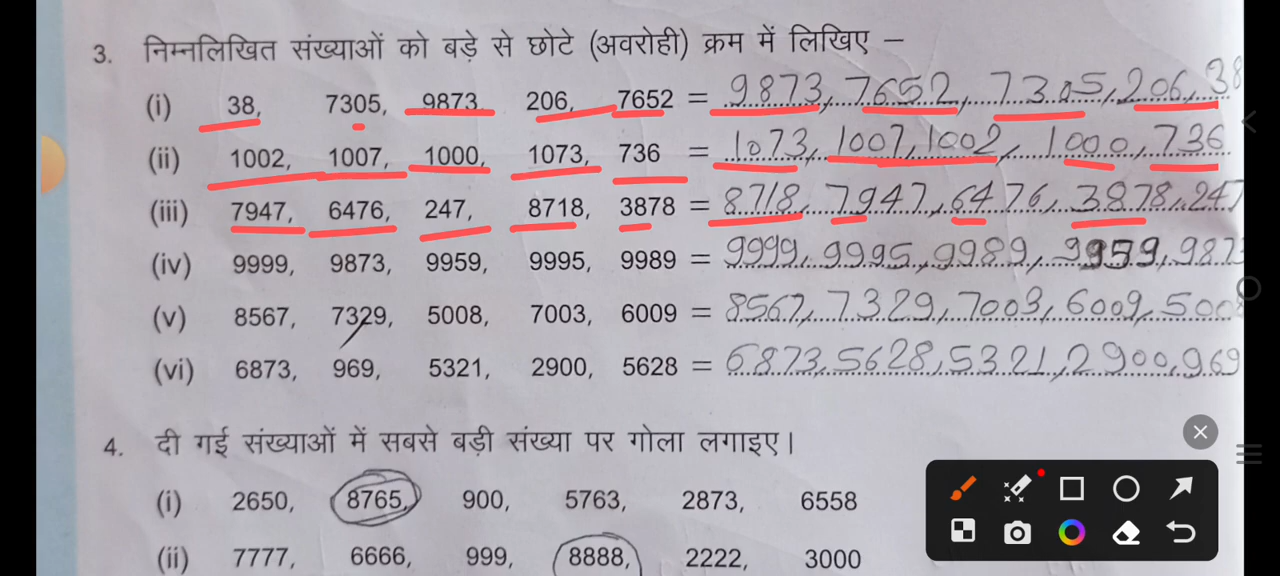 3. निम्नलिखित संख्याओं को बड़े से छोटे (अवरोही) क्रम में लिखिए –
(i) 38, 7305, 9873, 206, 7652 = 9873, 7652, 7305, 206, 38
(ii) 1002, 1007, 1000, 1073, 736 = 1073, 1007, 1002, 1000, 736
(iii) 7947, 6476, 247, 8718, 3878 = 8718, 7947, 6476, 3878, 247
(iv) 9999, 9873, 9959, 9995, 9989 = 9999, 9995, 9989, 9959, 9873
(v) 8567, 7329, 5008, 7003, 6009 = 8567, 7329, 7003, 6009, 5008
(vi) 6873, 969, 5321, 2900, 5628 = 6873, 5628, 5321, 2900, 969
4. दी गई संख्याओं में सबसे बड़ी संख्या पर गोला लगाइए।
(i) 2650, 8765, 900, 5763, 2873, 6558
(ii) 7777, 6666, 999, 8888, 2222, 3000